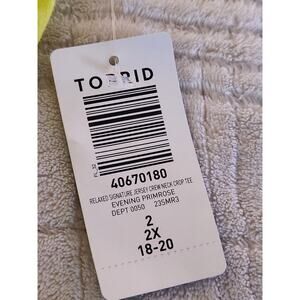 TORRID
40670180
RELAXED SIGNATURE JERSEY CREW NECK CROP TEE
EVENING PRIMROSE
DEPT 0050 23SMR3
2
2X
18-20